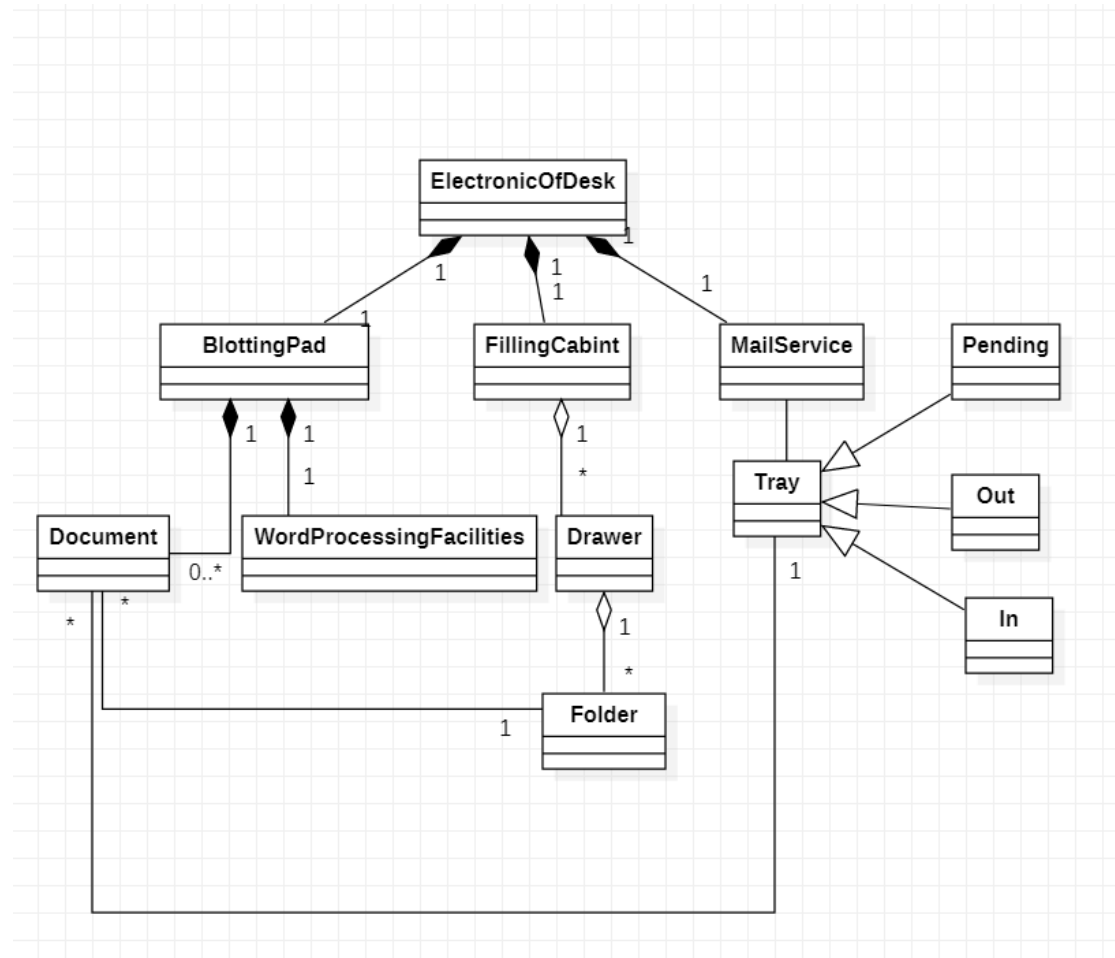 ElectronicOfDesk
1
1
1
1
1
1
BlottingPad
FillingCabint
MailService
Pending
1
1
1
1
*
Tray
Out
Document
WordProcessingFacilities
Drawer
0..*
1
*
*
In
1
*
Folder
1